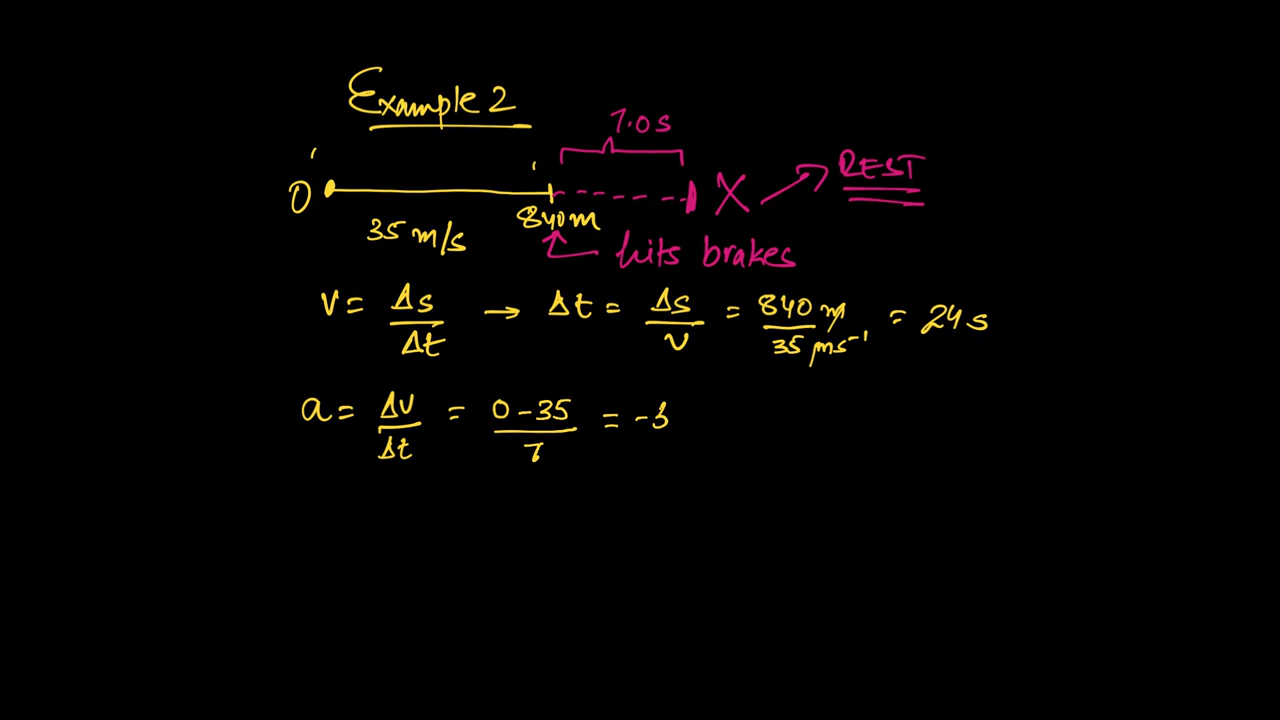 Example 2
7.0s
0 840m X REST
35 m/s
hits brakes
V = Δs/Δt → Δt = Δs/v = 840 m/35 ms⁻¹ = 24 s
a = Δv/Δt = 0-35/7 = -3